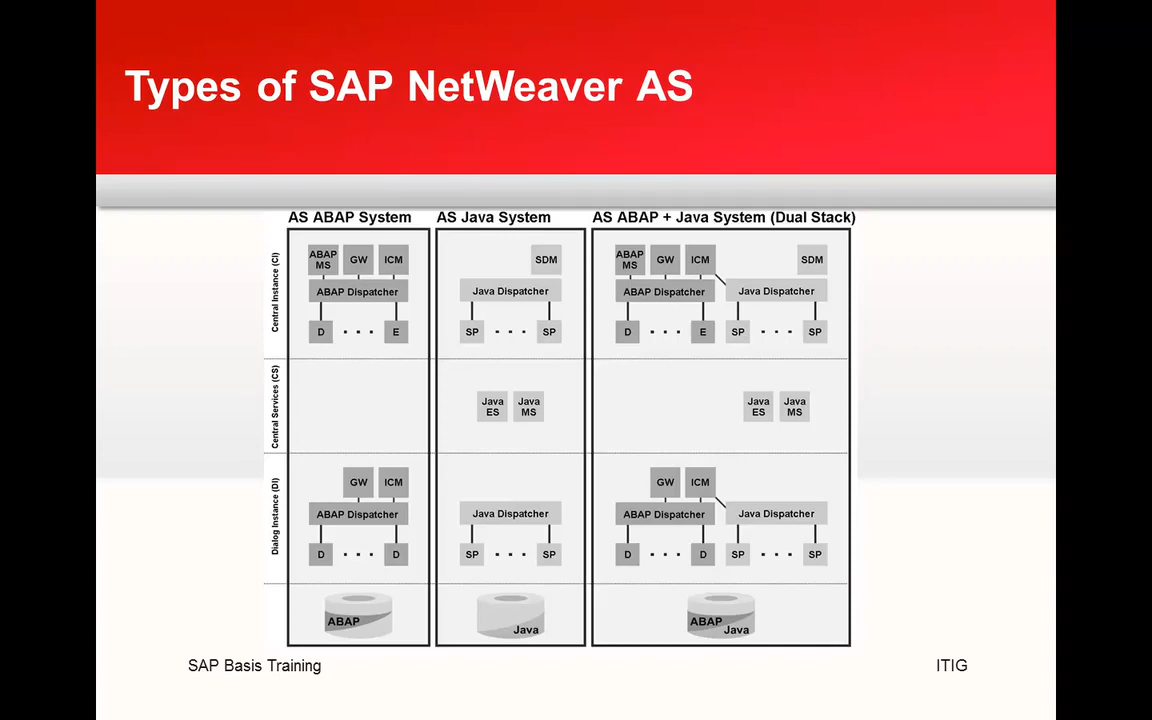 Types of SAP NetWeaver AS
AS ABAP System
AS Java System
AS ABAP + Java System (Dual Stack)
Central Instance (CI)
ABAP
MS
GW
ICM
ABAP Dispatcher
D
. . .
E
SDM
Java Dispatcher
SP
. . .
SP
ABAP
MS
GW
ICM
SDM
ABAP Dispatcher
Java Dispatcher
D
. . .
E
SP
. . .
SP
Central Services (CS)
Java
ES
Java
MS
Java
ES
Java
MS
Dialog Instance (DI)
GW
ICM
ABAP Dispatcher
D
. . .
D
Java Dispatcher
SP
. . .
SP
GW
ICM
ABAP Dispatcher
Java Dispatcher
D
. . .
D
SP
. . .
SP
ABAP
Java
ABAP
Java
SAP Basis Training
ITIG